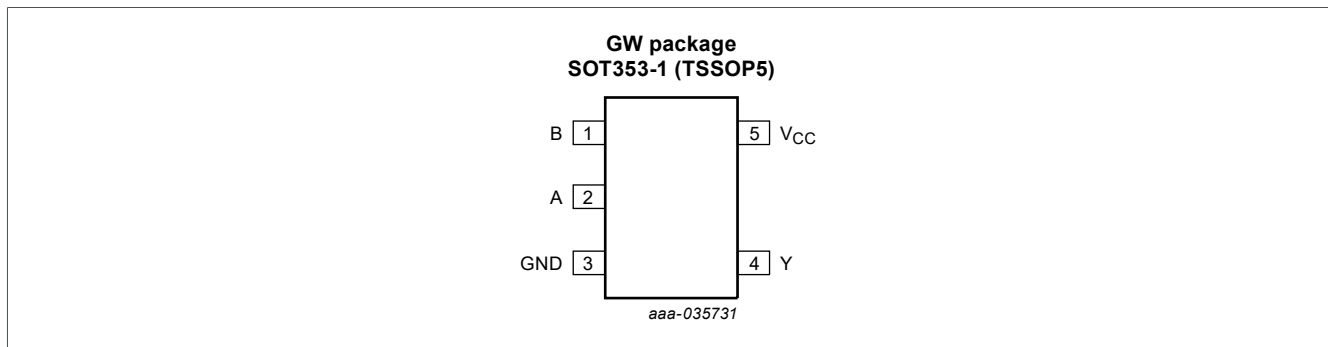 GW package
SOT353-1 (TSSOP5)
B 1 5 VCC
A 2
GND 3 4 Y
aaa-035731